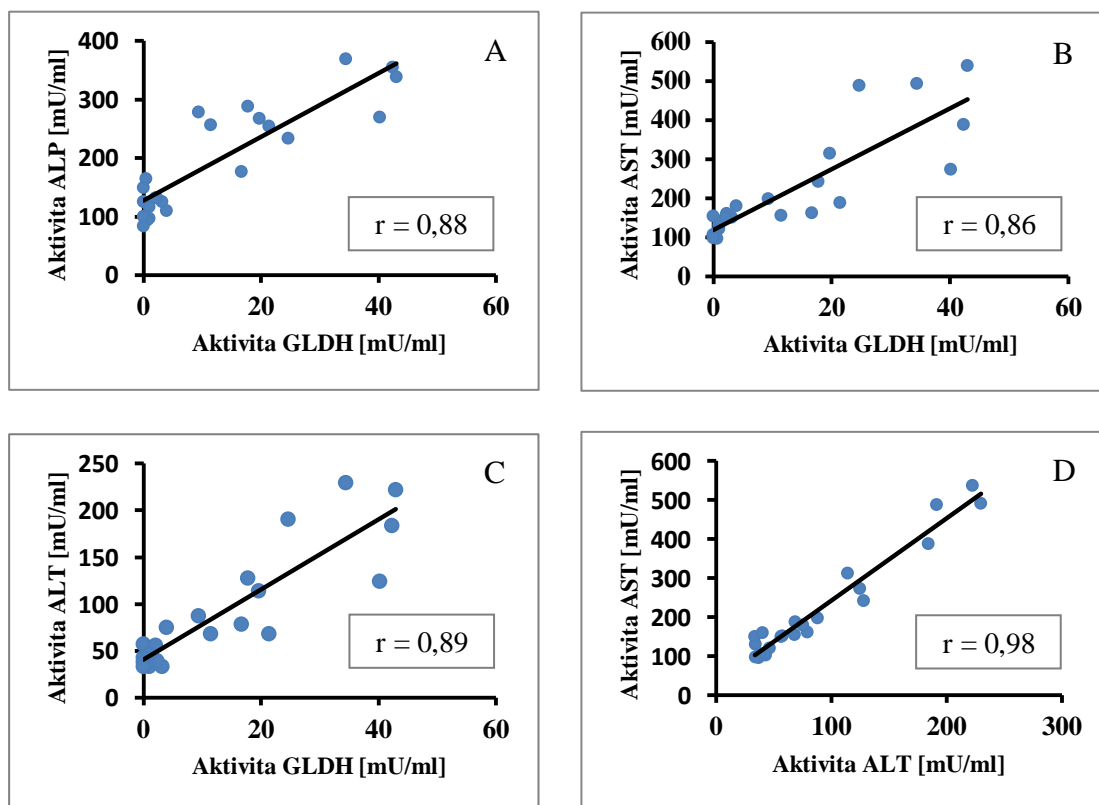 A
Aktivita ALP [mU/ml]
400
300
200
100
0
r = 0,88
0 20 40 60
Aktivita GLDH [mU/ml]
B
Aktivita AST [mU/ml]
600
500
400
300
200
100
0
r = 0,86
0 20 40 60
Aktivita GLDH [mU/ml]
C
Aktivita ALT [mU/ml]
250
200
150
100
50
0
r = 0,89
0 20 40 60
Aktivita GLDH [mU/ml]
D
Aktivita AST [mU/ml]
600
500
400
300
200
100
0
r = 0,98
0 100 200 300
Aktivita ALT [mU/ml]